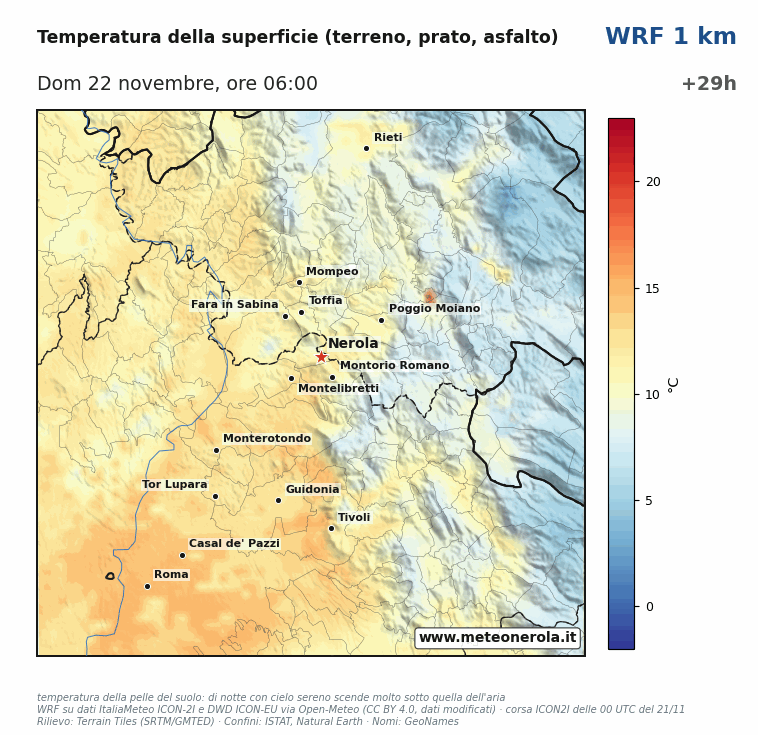 Temperatura della superficie (terreno, prato, asfalto)
WRF 1 km
Dom 22 novembre, ore 06:00
+29h
Rieti
Mompeo
Toffia
Fara in Sabina
Poggio Moiano
Nerola
Montorio Romano
Montelibretti
Monterotondo
Tor Lupara
Guidonia
Tivoli
Casal de' Pazzi
Roma
www.meteonerola.it
20
15
10
5
0
°C
temperatura della pelle del suolo: di notte con cielo sereno scende molto sotto quella dell'aria
WRF su dati ItaliaMeteo ICON-2I e DWD ICON-EU via Open-Meteo (CC BY 4.0, dati modificati) · corsa ICON2I delle 00 UTC del 21/11
Rilievo: Terrain Tiles (SRTM/GMTED) · Confini: ISTAT, Natural Earth · Nomi: GeoNames